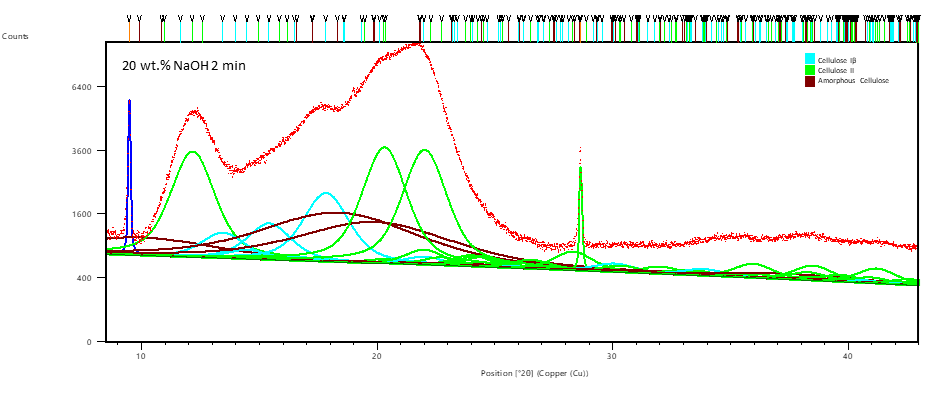 Counts
20 wt.% NaOH 2 min
Cellulose Iβ
Cellulose II
Amorphous Cellulose
6400
3600
1600
400
0
10 20 30 40
Position [°2θ] (Copper (Cu))